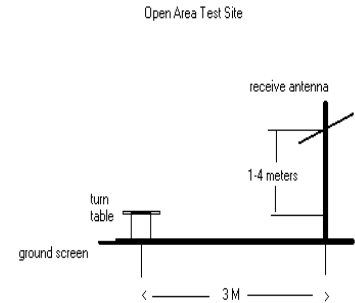 Open Area Test Site
receive antenna
1-4 meters
turn
table
ground screen
3 M